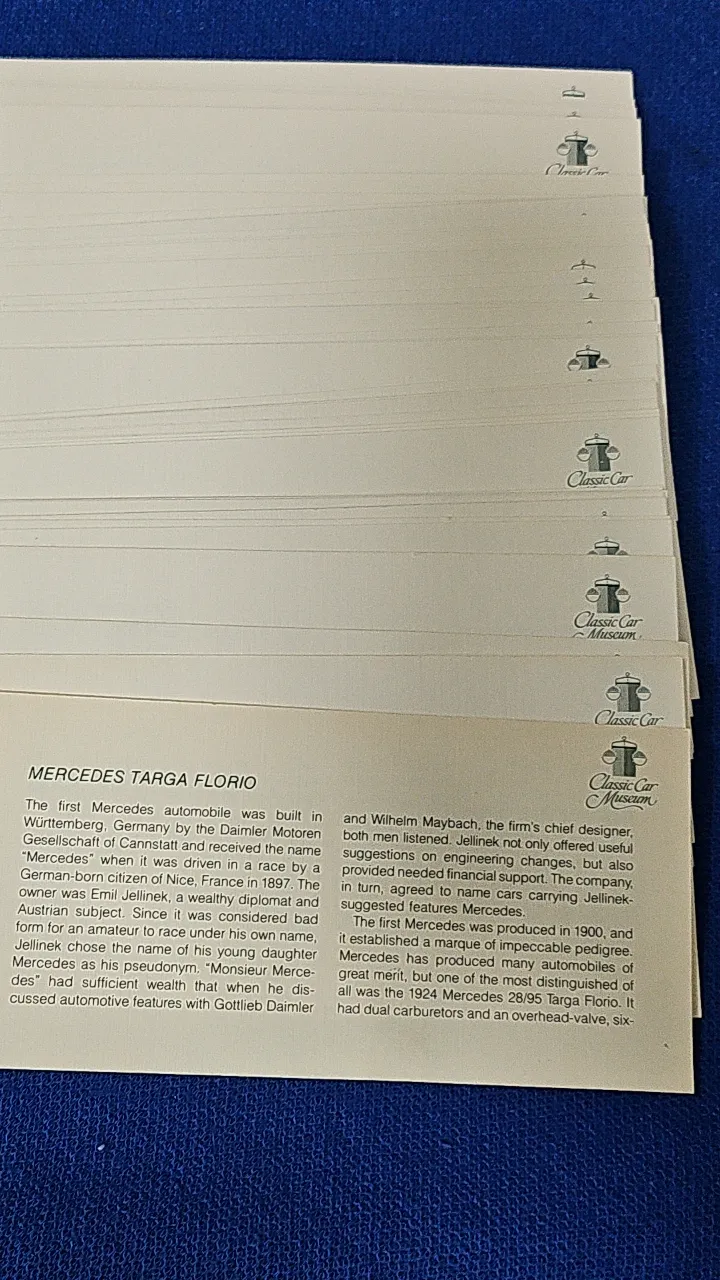 Classic Car
Classic Car
Classic Car
Museum
Classic Car
Classic Car
Museum
MERCEDES TARGA FLORIO
The first Mercedes automobile was built in
Württemberg, Germany by the Daimler Motoren
Gesellschaft of Cannstatt and received the name
“Mercedes” when it was driven in a race by a
German-born citizen of Nice, France in 1897. The
owner was Emil Jellinek, a wealthy diplomat and
Austrian subject. Since it was considered bad
form for an amateur to race under his own name,
Jellinek chose the name of his young daughter
Mercedes as his pseudonym. “Monsieur Merce-
des” had sufficient wealth that when he dis-
cussed automotive features with Gottlieb Daimler
and Wilhelm Maybach, the firm's chief designer,
both men listened. Jellinek not only offered useful
suggestions on engineering changes, but also
provided needed financial support. The company,
in turn, agreed to name cars carrying Jellinek-
suggested features Mercedes.
The first Mercedes was produced in 1900, and
it established a marque of impeccable pedigree.
Mercedes has produced many automobiles of
great merit, but one of the most distinguished of
all was the 1924 Mercedes 28/95 Targa Florio. It
had dual carburetors and an overhead-valve, six-